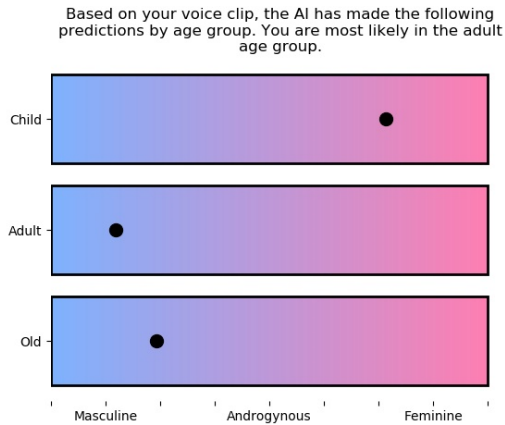 Based on your voice clip, the AI has made the following
predictions by age group. You are most likely in the adult
age group.
Child
Adult
Old
Masculine Androgynous Feminine